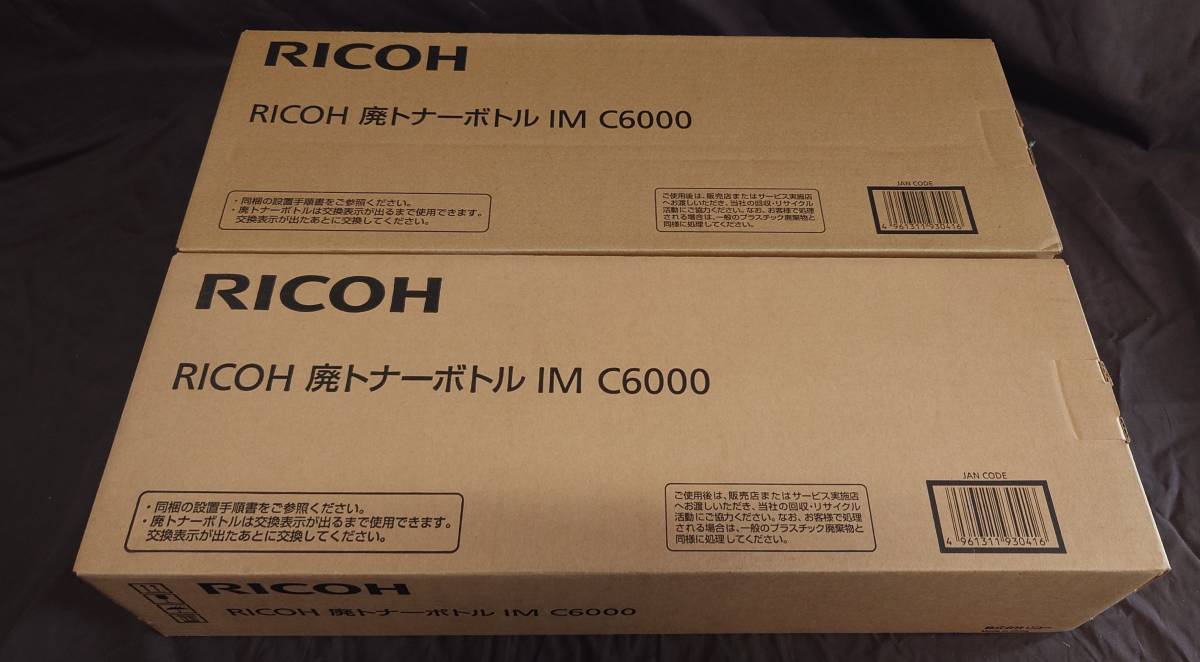 RICOH
RICOH 廃トナーボトル IM C6000
・同梱の設置手順書をご参照ください。
・廃トナーボトルは交換表示が出るまで使用できます。
交換表示が出たあとに交換してください。
ご使用後は、販売店またはサービス実施店
へお渡しいただき、当社の回収・リサイクル
活動にご協力ください。なお、お客様で処理
される場合は、一般のプラスチック廃棄物と
同様に処理してください。
JAN CODE
4 961311 930416
RICOH
RICOH 廃トナーボトル IM C6000
・同梱の設置手順書をご参照ください。
・廃トナーボトルは交換表示が出るまで使用できます。
交換表示が出たあとに交換してください。
ご使用後は、販売店またはサービス実施店
へお渡しいただき、当社の回収・リサイクル
活動にご協力ください。なお、お客様で処理
される場合は、一般のプラスチック廃棄物と
同様に処理してください。
JAN CODE
4 961311 930416
RICOH
RICOH 廃トナーボトル IM C6000